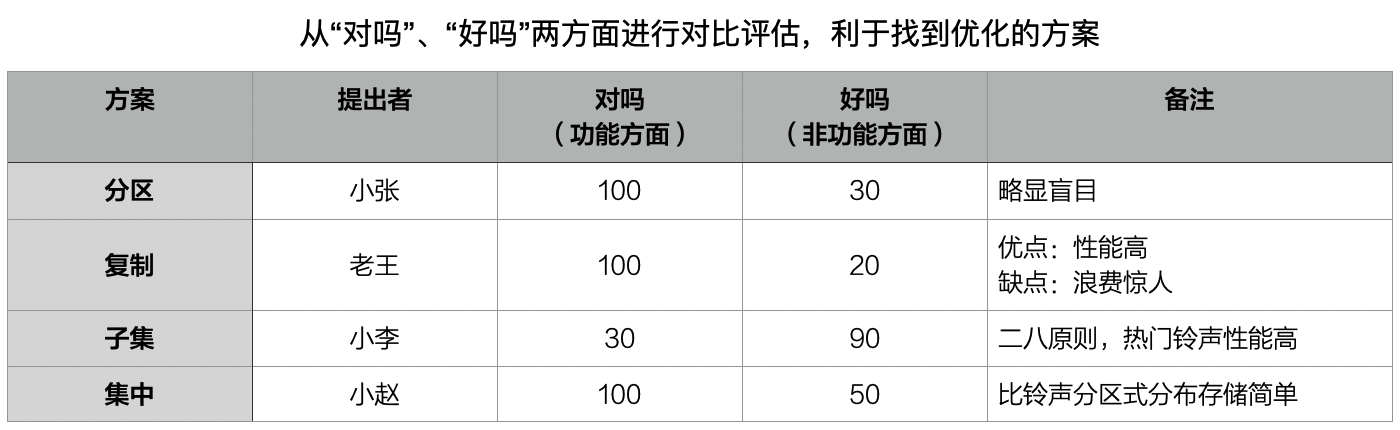 从“对吗”、“好吗”两方面进行对比评估，利于找到优化的方案
方案 提出者 对吗 好吗 备注
（功能方面） （非功能方面）
分区 小张 100 30 略显盲目
复制 老王 100 20 优点：性能高
缺点：浪费惊人
子集 小李 30 90 二八原则，热门铃声性能高
集中 小赵 100 50 比铃声分区式分布存储简单